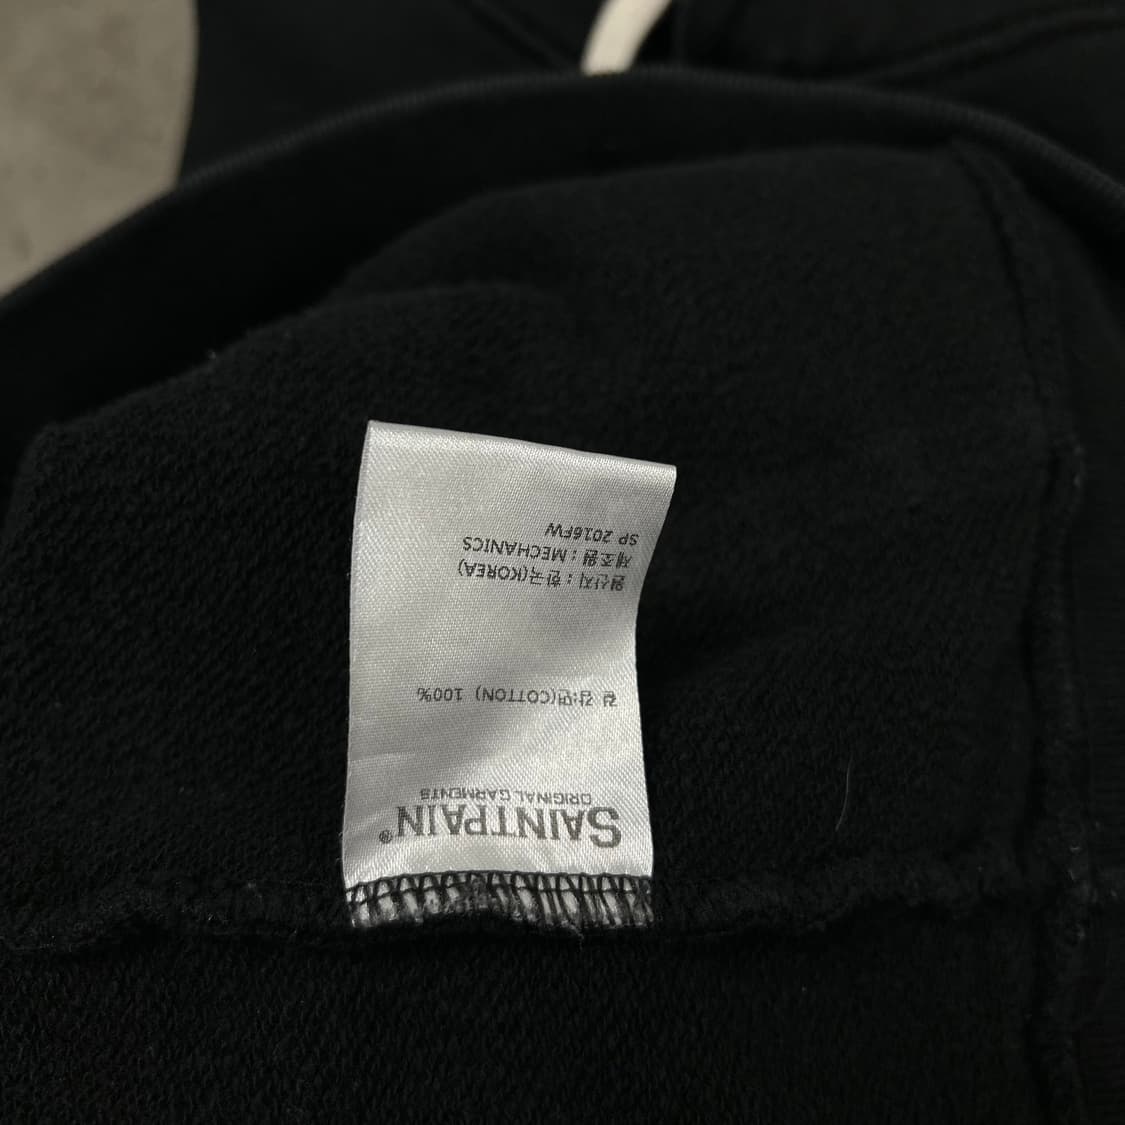 SAINTPAIN®
ORIGINAL GARMENTS
겉 감:면(COTTON) 100%
원산지 : 한국(KOREA)
제조원 : MECHANICS
SP 2016FW